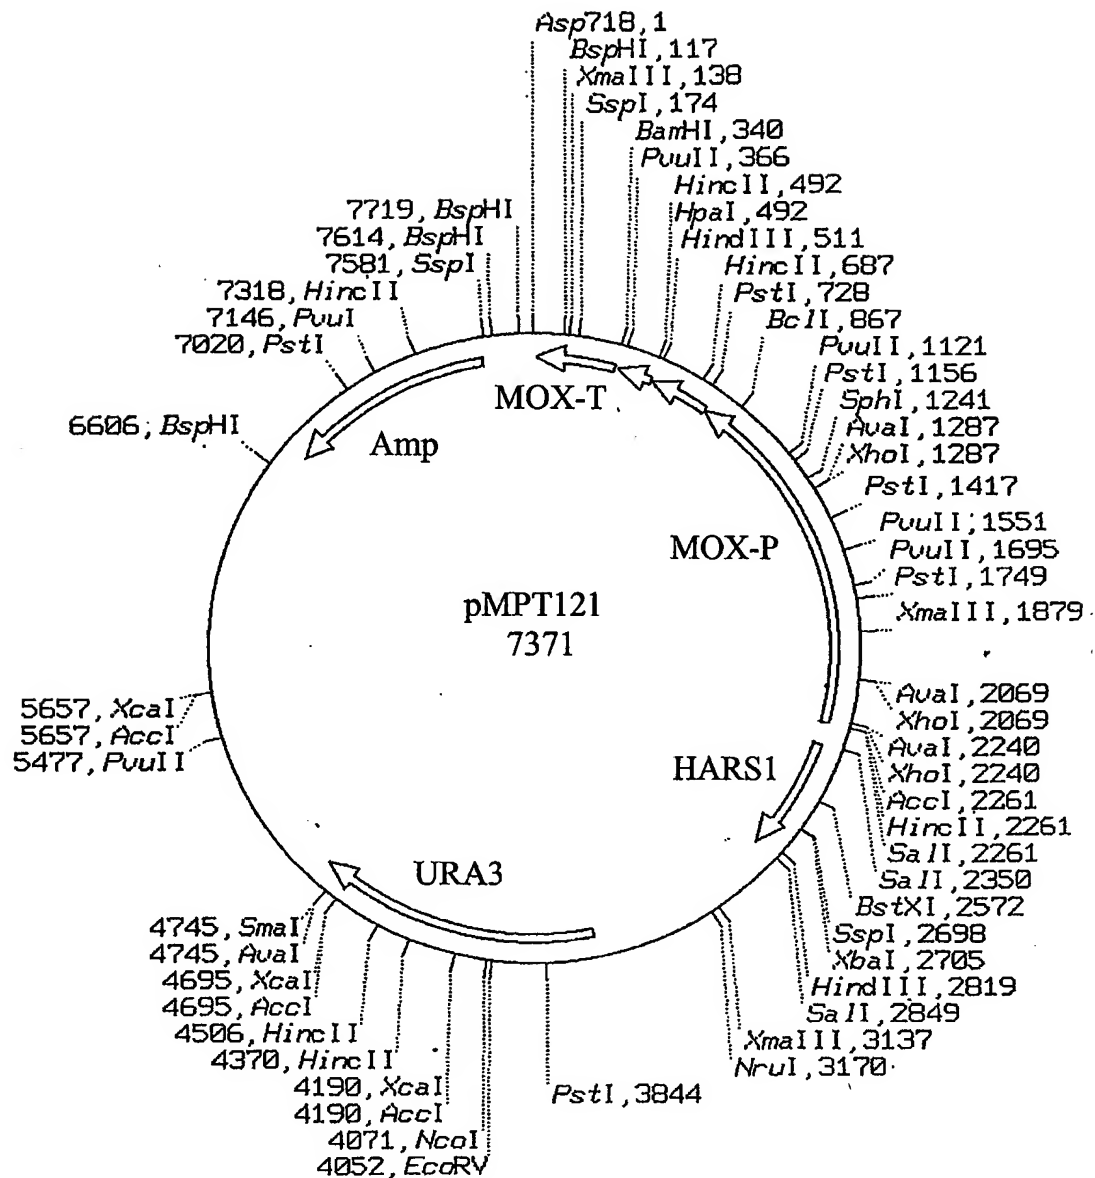 Asp718,1
BspHI,117
XmaIII,138
SspI,174
BamHI,340
PvuII,366
HincII,492
HpaI,492
HindIII,511
HincII,687
PstI,728
BclI,867
PvuII,1121
PstI,1156
SphI,1241
AvaI,1287
XhoI,1287
PstI,1417
PvuII,1551
PvuII,1695
PstI,1749
XmaIII,1879
AvaI,2069
XhoI,2069
AvaI,2240
XhoI,2240
AccI,2261
HincII,2261
SalI,2261
SalI,2350
BstXI,2572
SspI,2698
XbaI,2705
HindIII,2819
SalI,2849
XmaIII,3137
NruI,3170
PstI,3844
4052,EcoRV
4071,NcoI
4190,AccI
4190,XcaI
4370,HincII
4506,HincII
4695,AccI
4695,XcaI
4745,AvaI
4745,SmaI
5477,PvuII
5657,AccI
5657,XcaI
6606,BspHI
7020,PstI
7146,PvuI
7318,HincII
7581,SspI
7614,BspHI
7719,BspHI
MOX-T
Amp
MOX-P
pMPT121
7371
HARS1
URA3